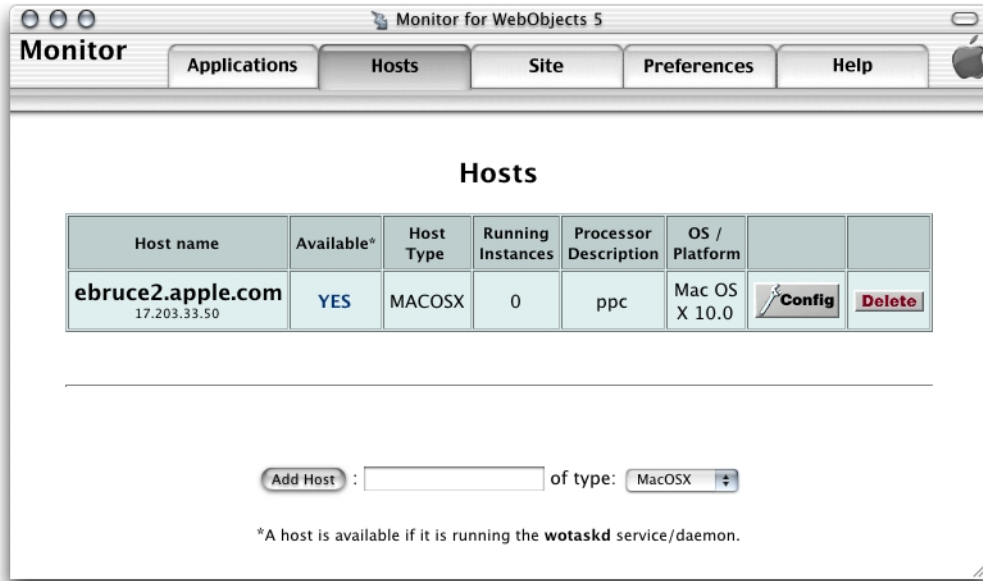 Monitor for WebObjects 5
Monitor
Applications Hosts Site Preferences Help
Hosts
Host name Available* Host Type Running Instances Processor Description OS / Platform
ebruce2.apple.com YES MACOSX 0 ppc Mac OS X 10.0 Config Delete
17.203.33.50
Add Host : of type: MacOSX
*A host is available if it is running the wotaskd service/daemon.